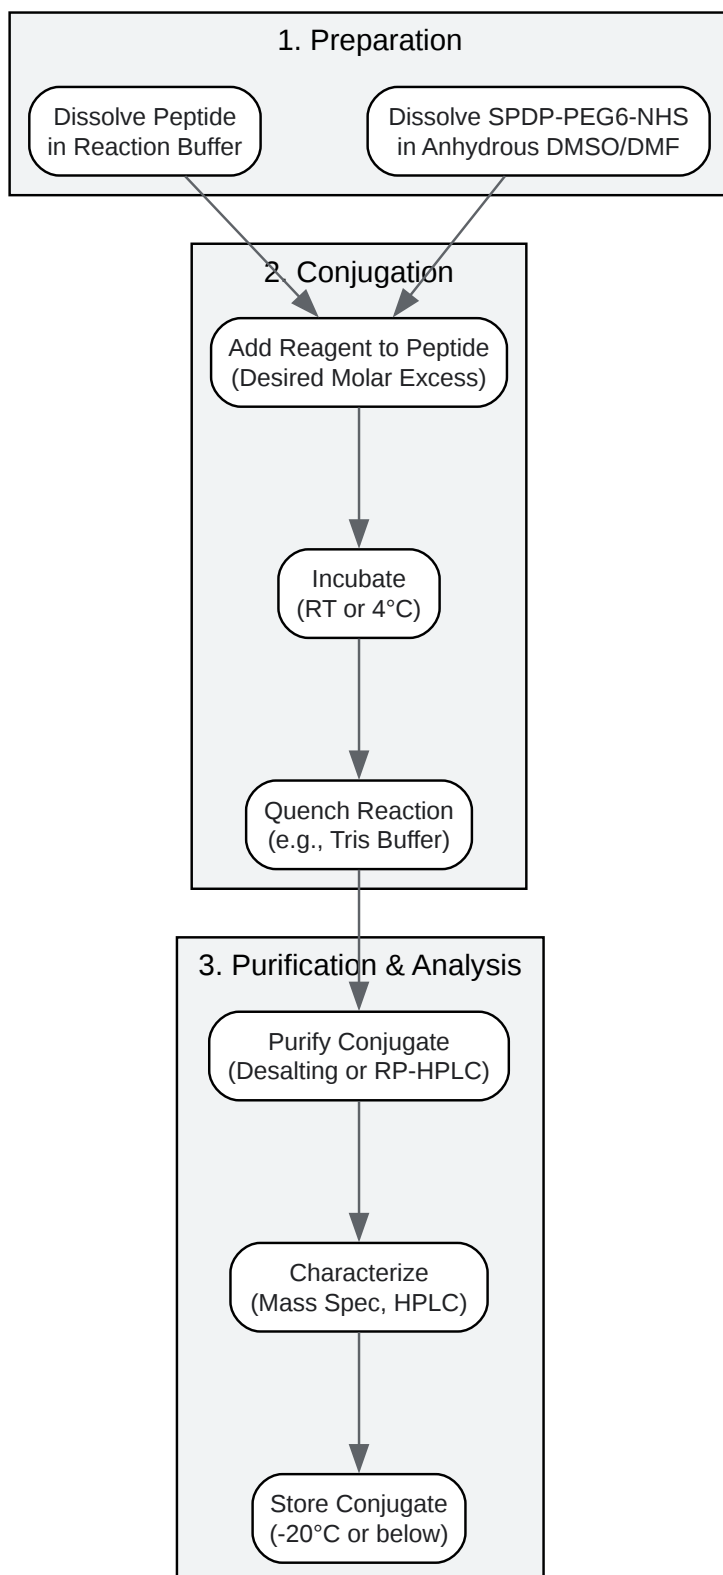 1. Preparation
Dissolve Peptide
in Reaction Buffer
Dissolve SPDP-PEG6-NHS
in Anhydrous DMSO/DMF
2. Conjugation
Add Reagent to Peptide
(Desired Molar Excess)
Incubate
(RT or 4°C)
Quench Reaction
(e.g., Tris Buffer)
3. Purification & Analysis
Purify Conjugate
(Desalting or RP-HPLC)
Characterize
(Mass Spec, HPLC)
Store Conjugate
(-20°C or below)